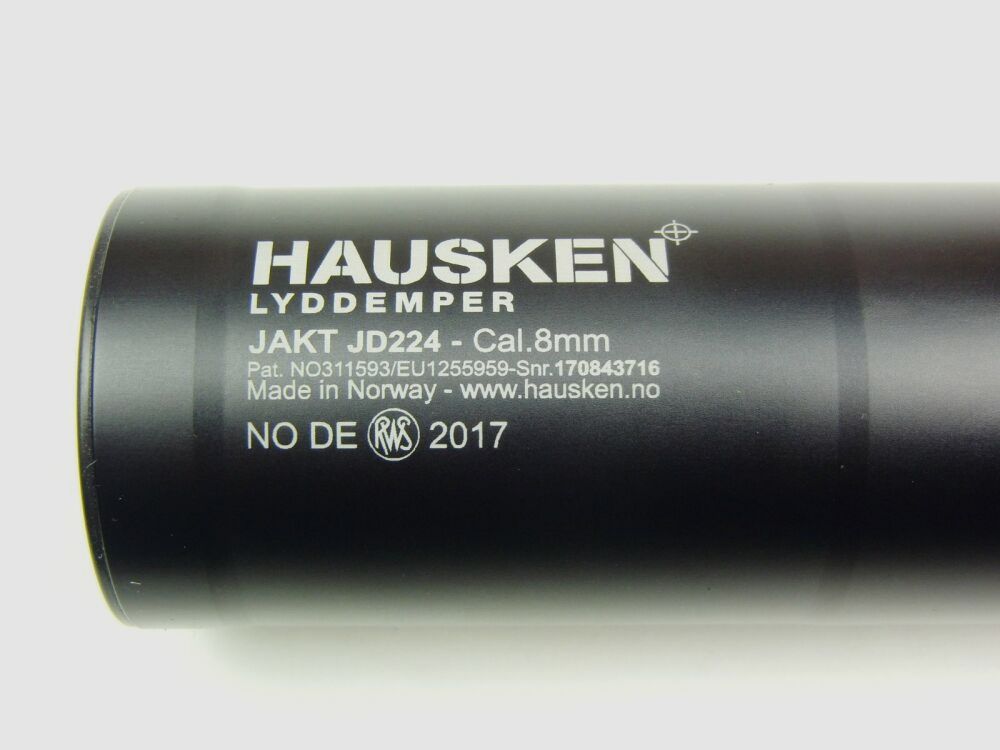 HAUSKEN
LYDDEMPER
JAKT JD224 - Cal.8mm
Pat. NO311593/EU1255959-Snr.170843716
Made in Norway - www.hausken.no
NO DE RWS 2017